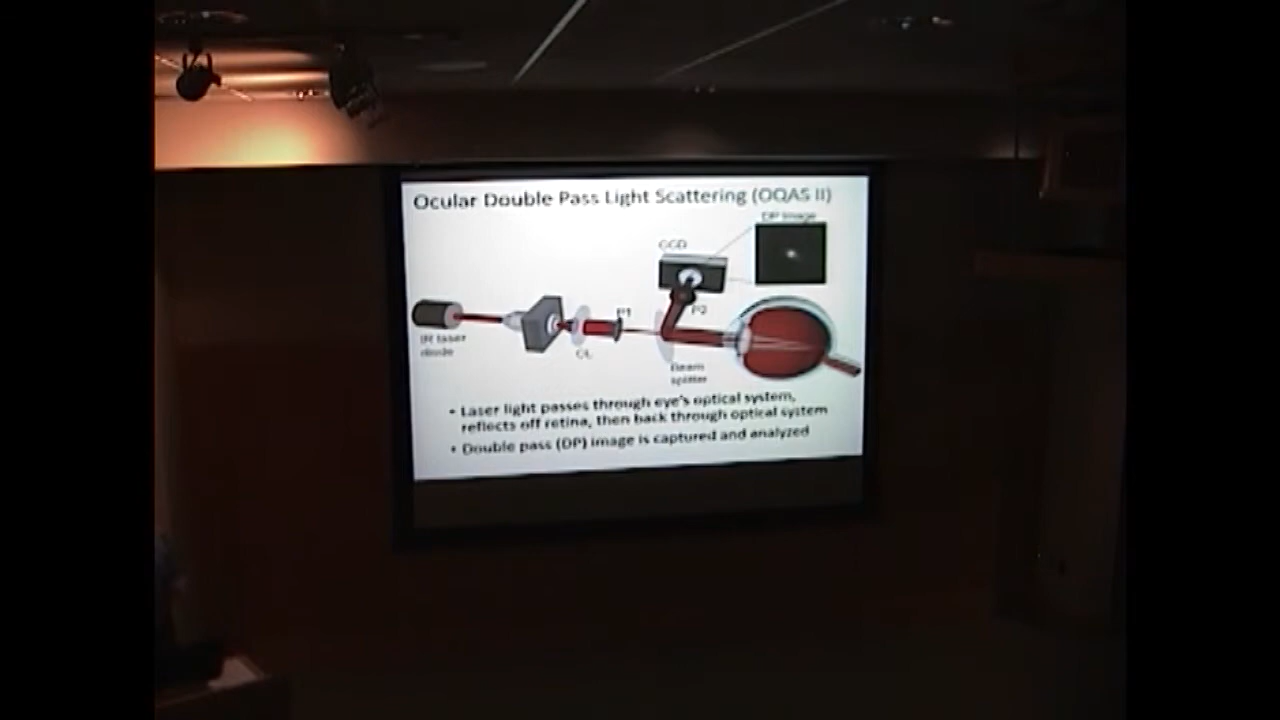 Ocular Double Pass Light Scattering (OQAS II)
DP Image
CCD
P1
P2
IR laser
diode
CL
Beam
splitter
• Laser light passes through eye's optical system,
reflects off retina, then back through optical system
• Double pass (DP) image is captured and analyzed